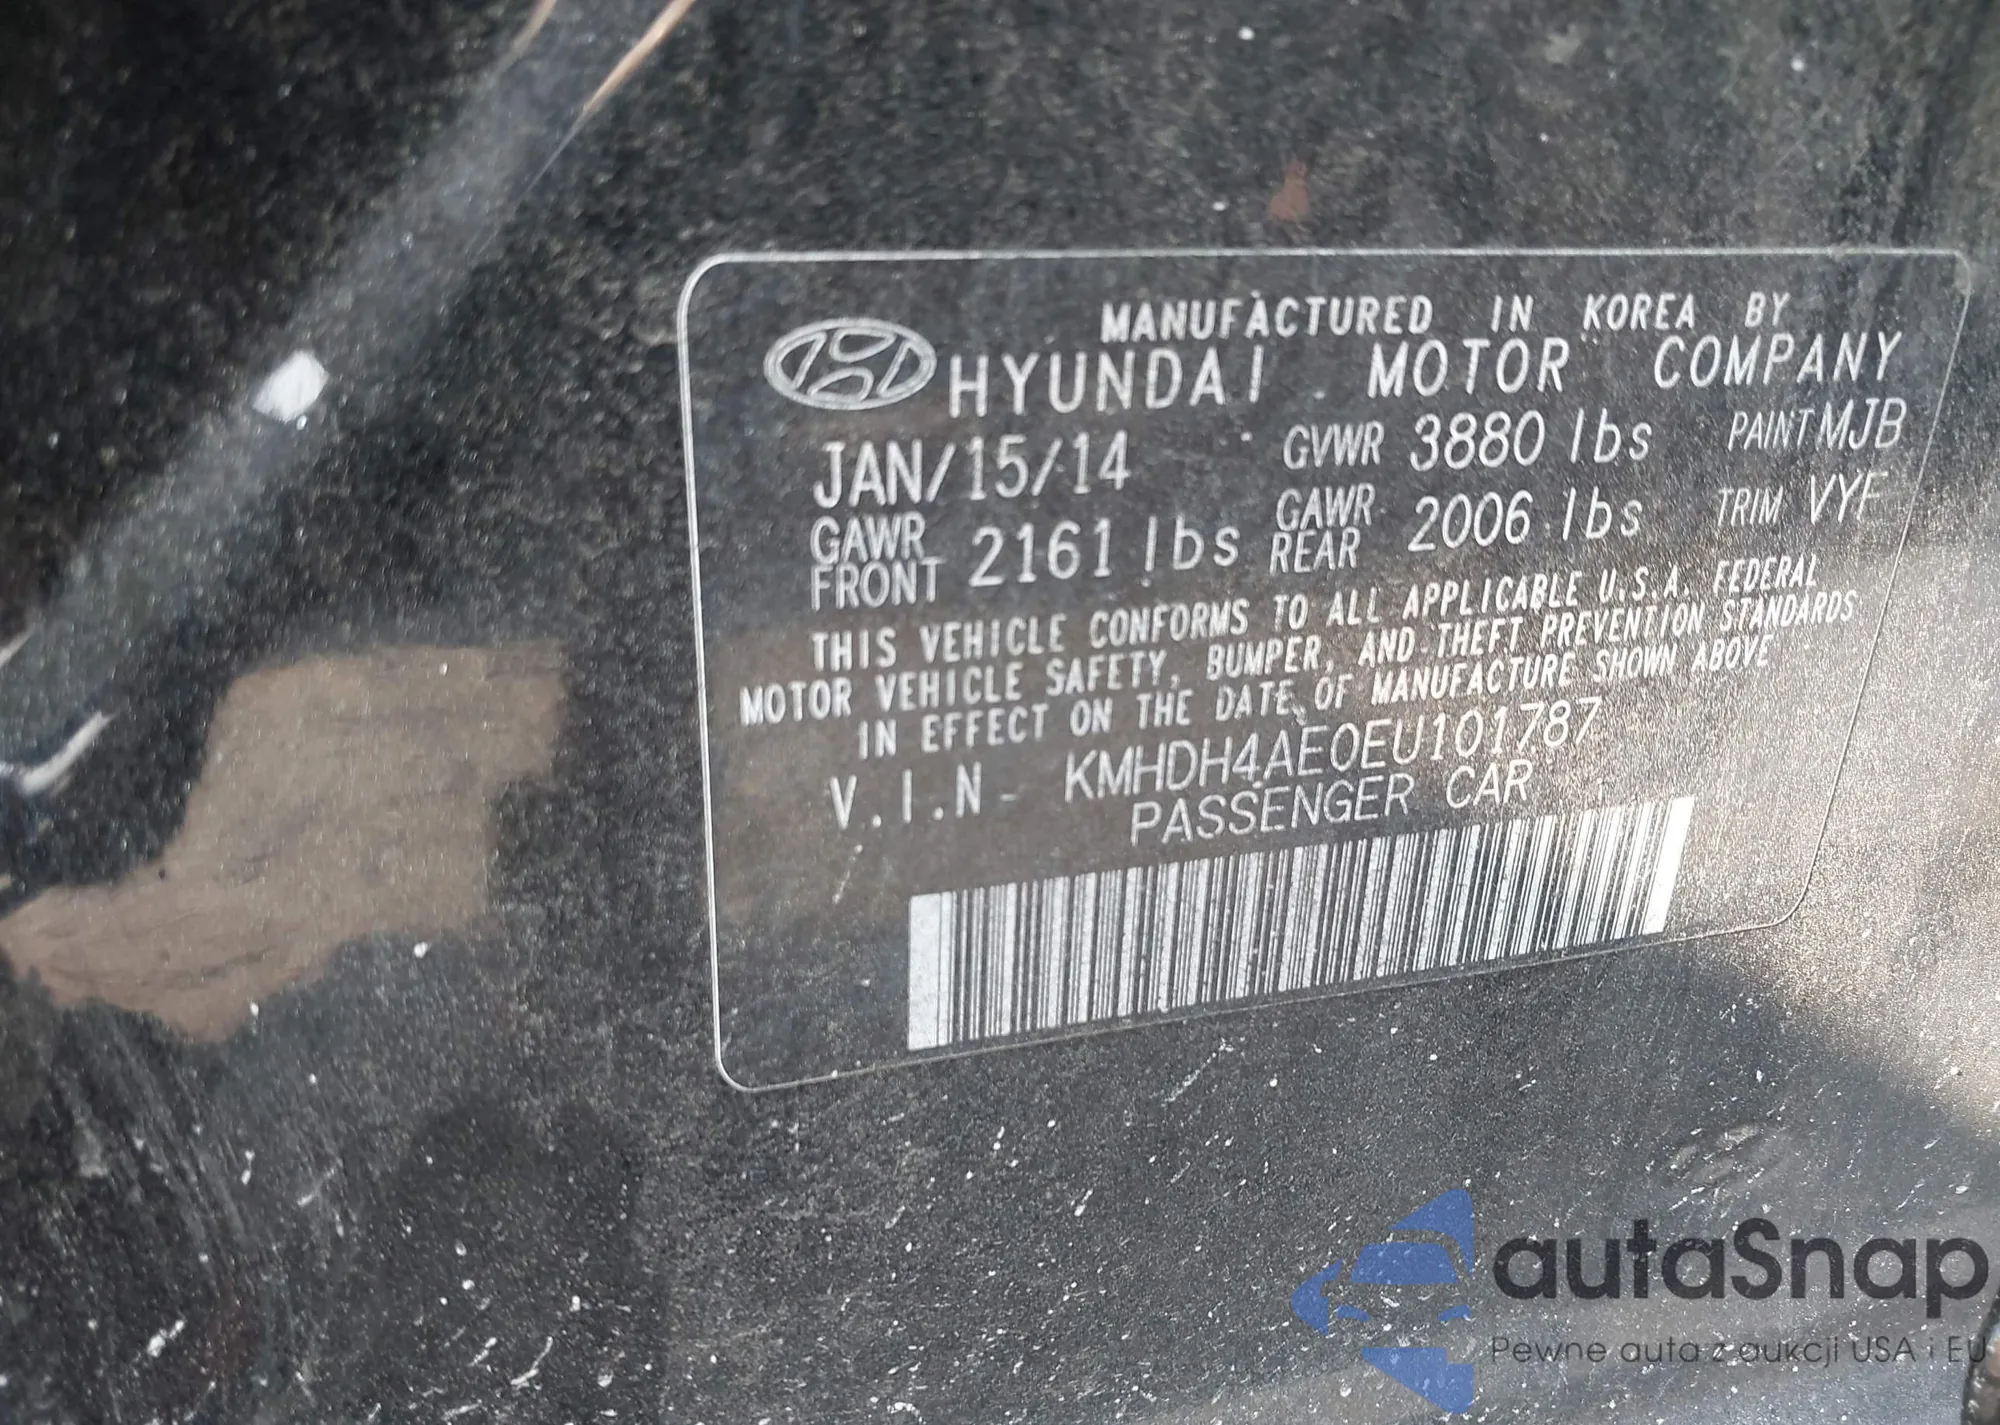 MANUFACTURED IN KOREA BY
HYUNDAI MOTOR COMPANY
JAN/15/14 GVWR 3880 lbs PAINT MJB
GAWR FRONT 2161 lbs GAWR REAR 2006 lbs TRIM VYF
THIS VEHICLE CONFORMS TO ALL APPLICABLE U.S.A. FEDERAL
MOTOR VEHICLE SAFETY, BUMPER, AND THEFT PREVENTION STANDARDS
IN EFFECT ON THE DATE OF MANUFACTURE SHOWN ABOVE
V.I.N - KMHDH4AE0EU101787
PASSENGER CAR
autaSnap
Pewne auta z aukcji USA i EU